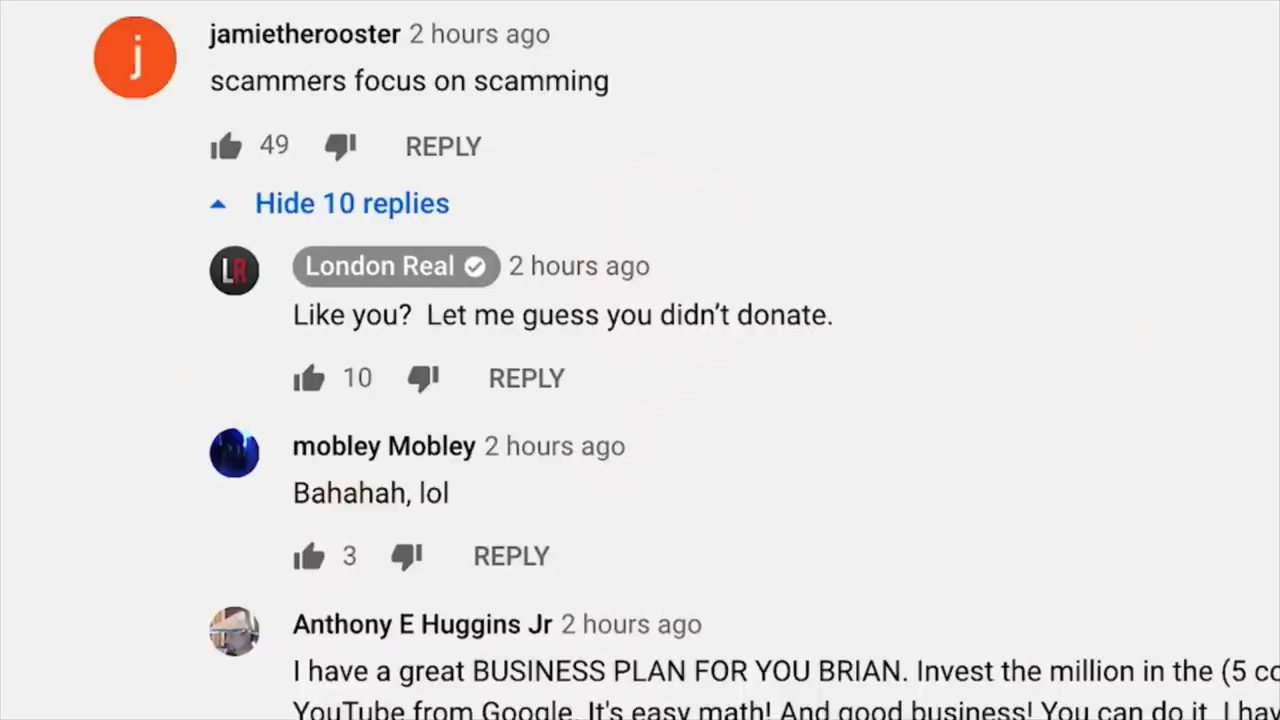 j
jamietherooster 2 hours ago
scammers focus on scamming
49 REPLY
Hide 10 replies
LR
London Real 2 hours ago
Like you?  Let me guess you didn’t donate.
10 REPLY
mobley Mobley 2 hours ago
Bahahah, lol
3 REPLY
Anthony E Huggins Jr 2 hours ago
I have a great BUSINESS PLAN FOR YOU BRIAN. Invest the million in the (5
YouTube from Google. It's easy math! And good business! You can do it. I